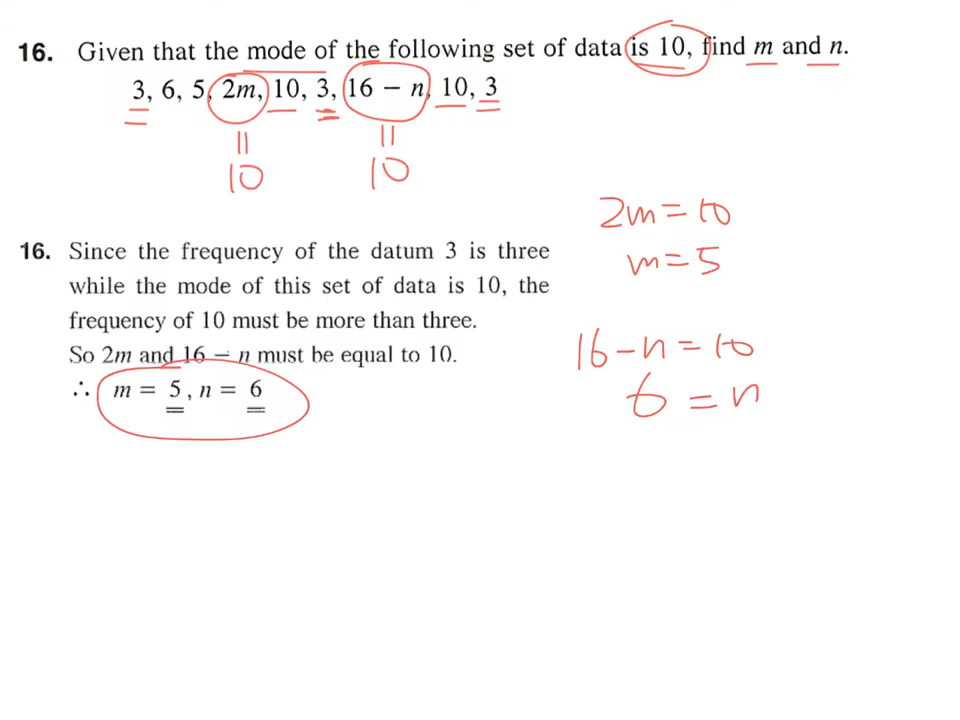 16. Given that the mode of the following set of data is 10, find m and n.
3, 6, 5, 2m, 10, 3, 16 − n, 10, 3
=
10
=
10
2m = 10
m = 5
16. Since the frequency of the datum 3 is three
while the mode of this set of data is 10, the
frequency of 10 must be more than three.
So 2m and 16 − n must be equal to 10.
∴ m = 5 , n = 6
16 − n = 10
6 = n